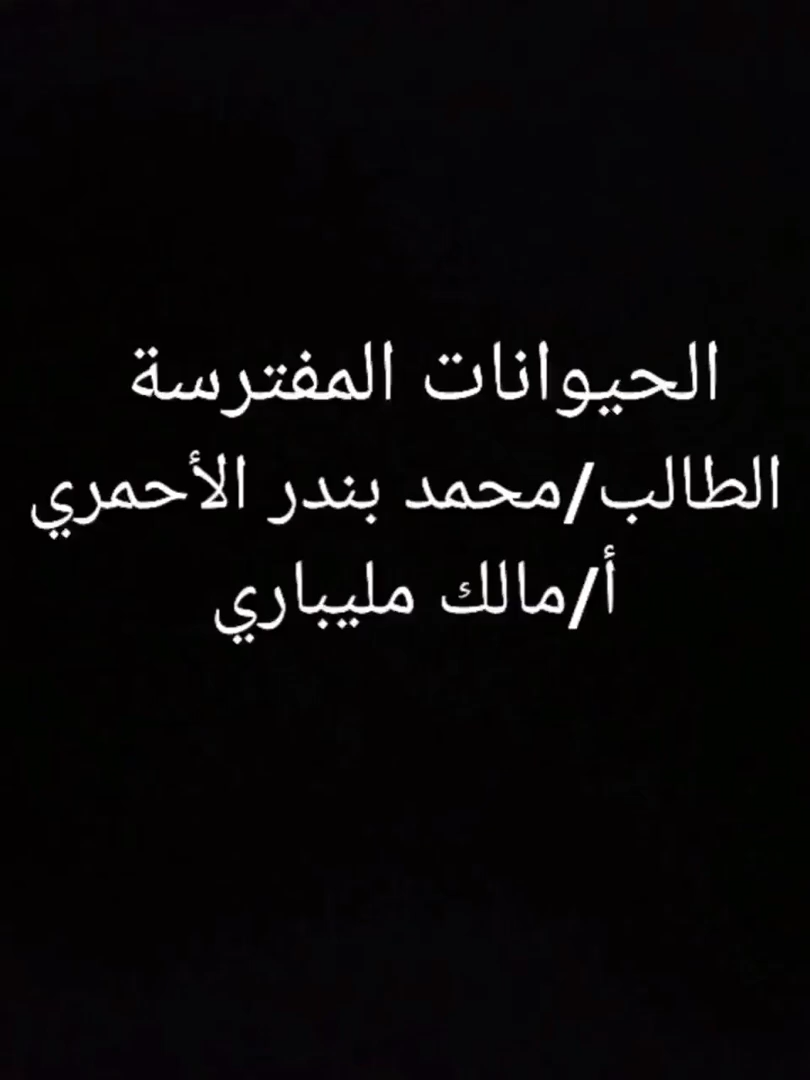 الحيوانات المفترسة
الطالب/محمد بندر الأحمري
أ/مالك مليباري